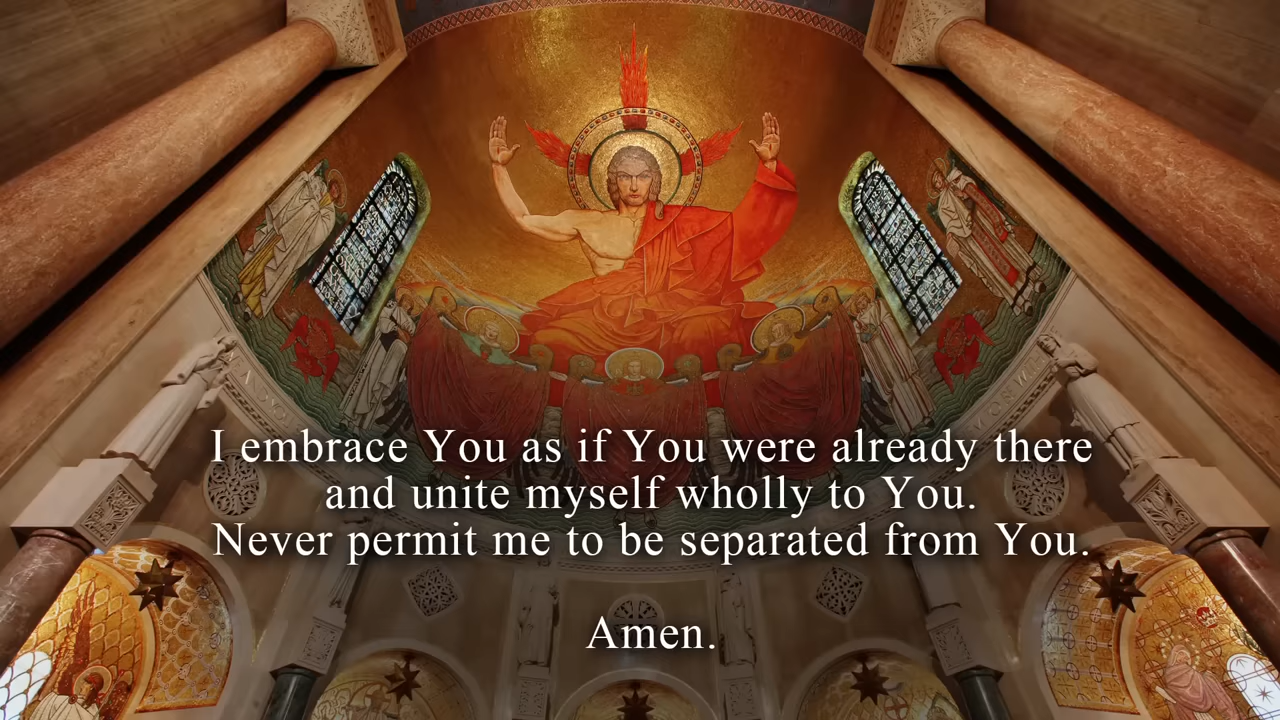 I embrace You as if You were already there
and unite myself wholly to You.
Never permit me to be separated from You.
Amen.